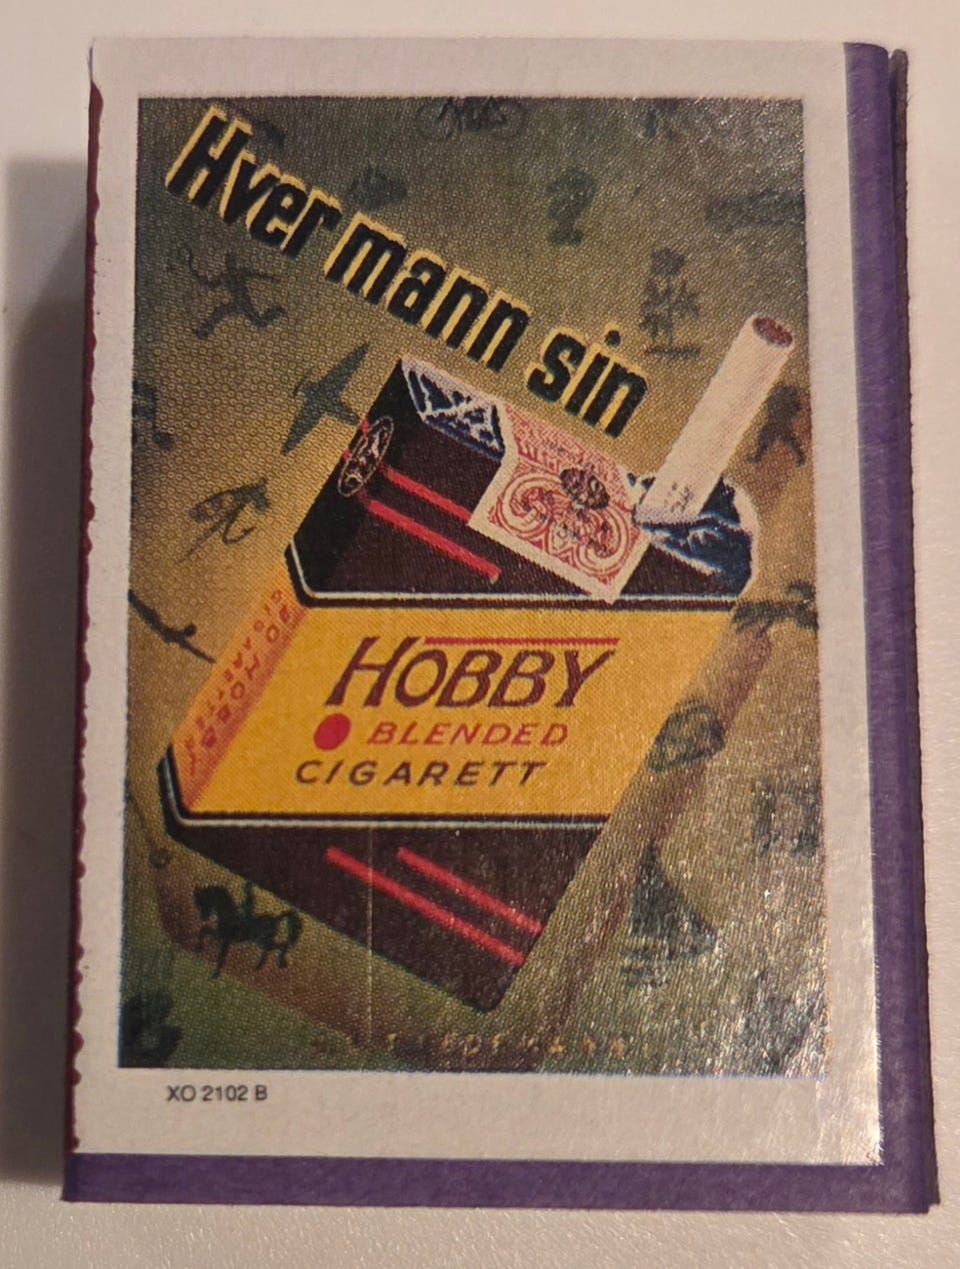 Hver mann sin
HOBBY
BLENDED
CIGARETT
XO 2102 B